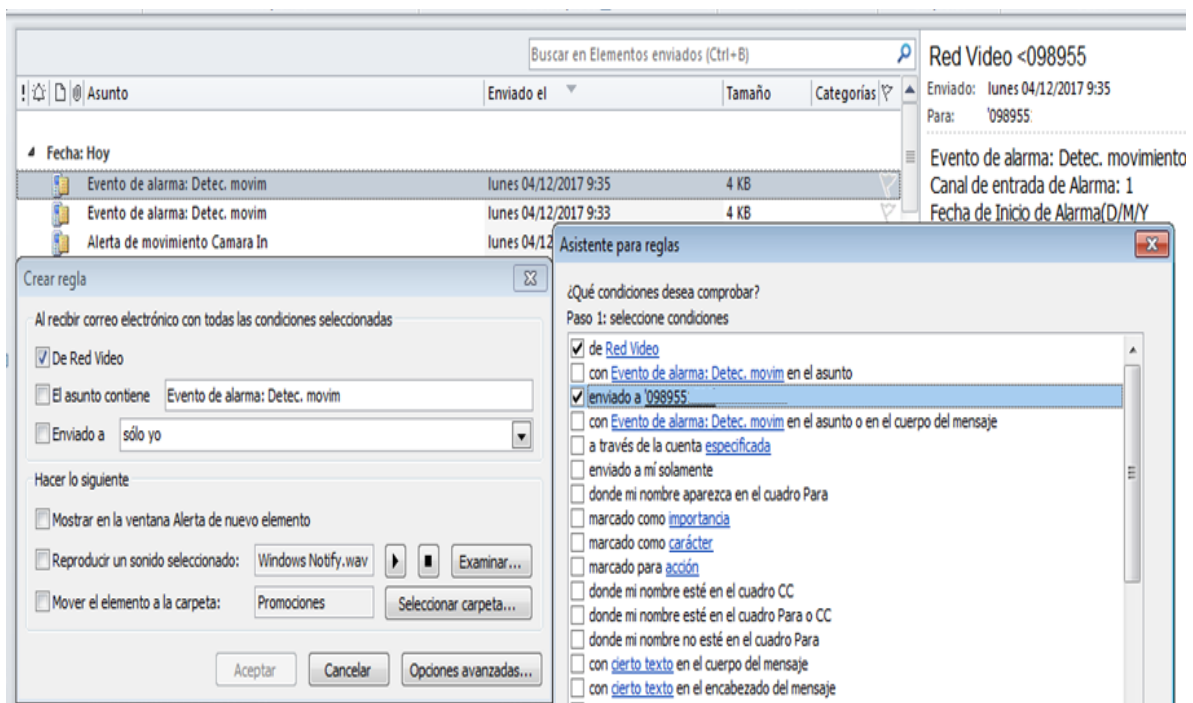 Buscar en Elementos enviados (Ctrl+B)
! Asunto Enviado el Tamaño Categorías
Fecha: Hoy
Evento de alarma: Detec. movim lunes 04/12/2017 9:35 4 KB
Evento de alarma: Detec. movim lunes 04/12/2017 9:33 4 KB
Alerta de movimiento Camara In lunes 04/12
Red Video <098955
Enviado: lunes 04/12/2017 9:35
Para: '098955
Evento de alarma: Detec. movimiento
Canal de entrada de Alarma: 1
Fecha de Inicio de Alarma(D/M/Y
Crear regla
Al recibir correo electrónico con todas las condiciones seleccionadas
De Red Video
El asunto contiene Evento de alarma: Detec. movim
Enviado a sólo yo
Hacer lo siguiente
Mostrar en la ventana Alerta de nuevo elemento
Reproducir un sonido seleccionado: Windows Notify.wav Examinar...
Mover el elemento a la carpeta: Promociones Seleccionar carpeta...
Aceptar Cancelar Opciones avanzadas...
Asistente para reglas
¿Qué condiciones desea comprobar?
Paso 1: seleccione condiciones
de Red Video
con Evento de alarma: Detec. movim en el asunto
enviado a '098955
con Evento de alarma: Detec. movim en el asunto o en el cuerpo del mensaje
a través de la cuenta especificada
enviado a mí solamente
donde mi nombre aparezca en el cuadro Para
marcado como importancia
marcado como carácter
marcado para acción
donde mi nombre esté en el cuadro CC
donde mi nombre esté en el cuadro Para o CC
donde mi nombre no esté en el cuadro Para
con cierto texto en el cuerpo del mensaje
con cierto texto en el encabezado del mensaje